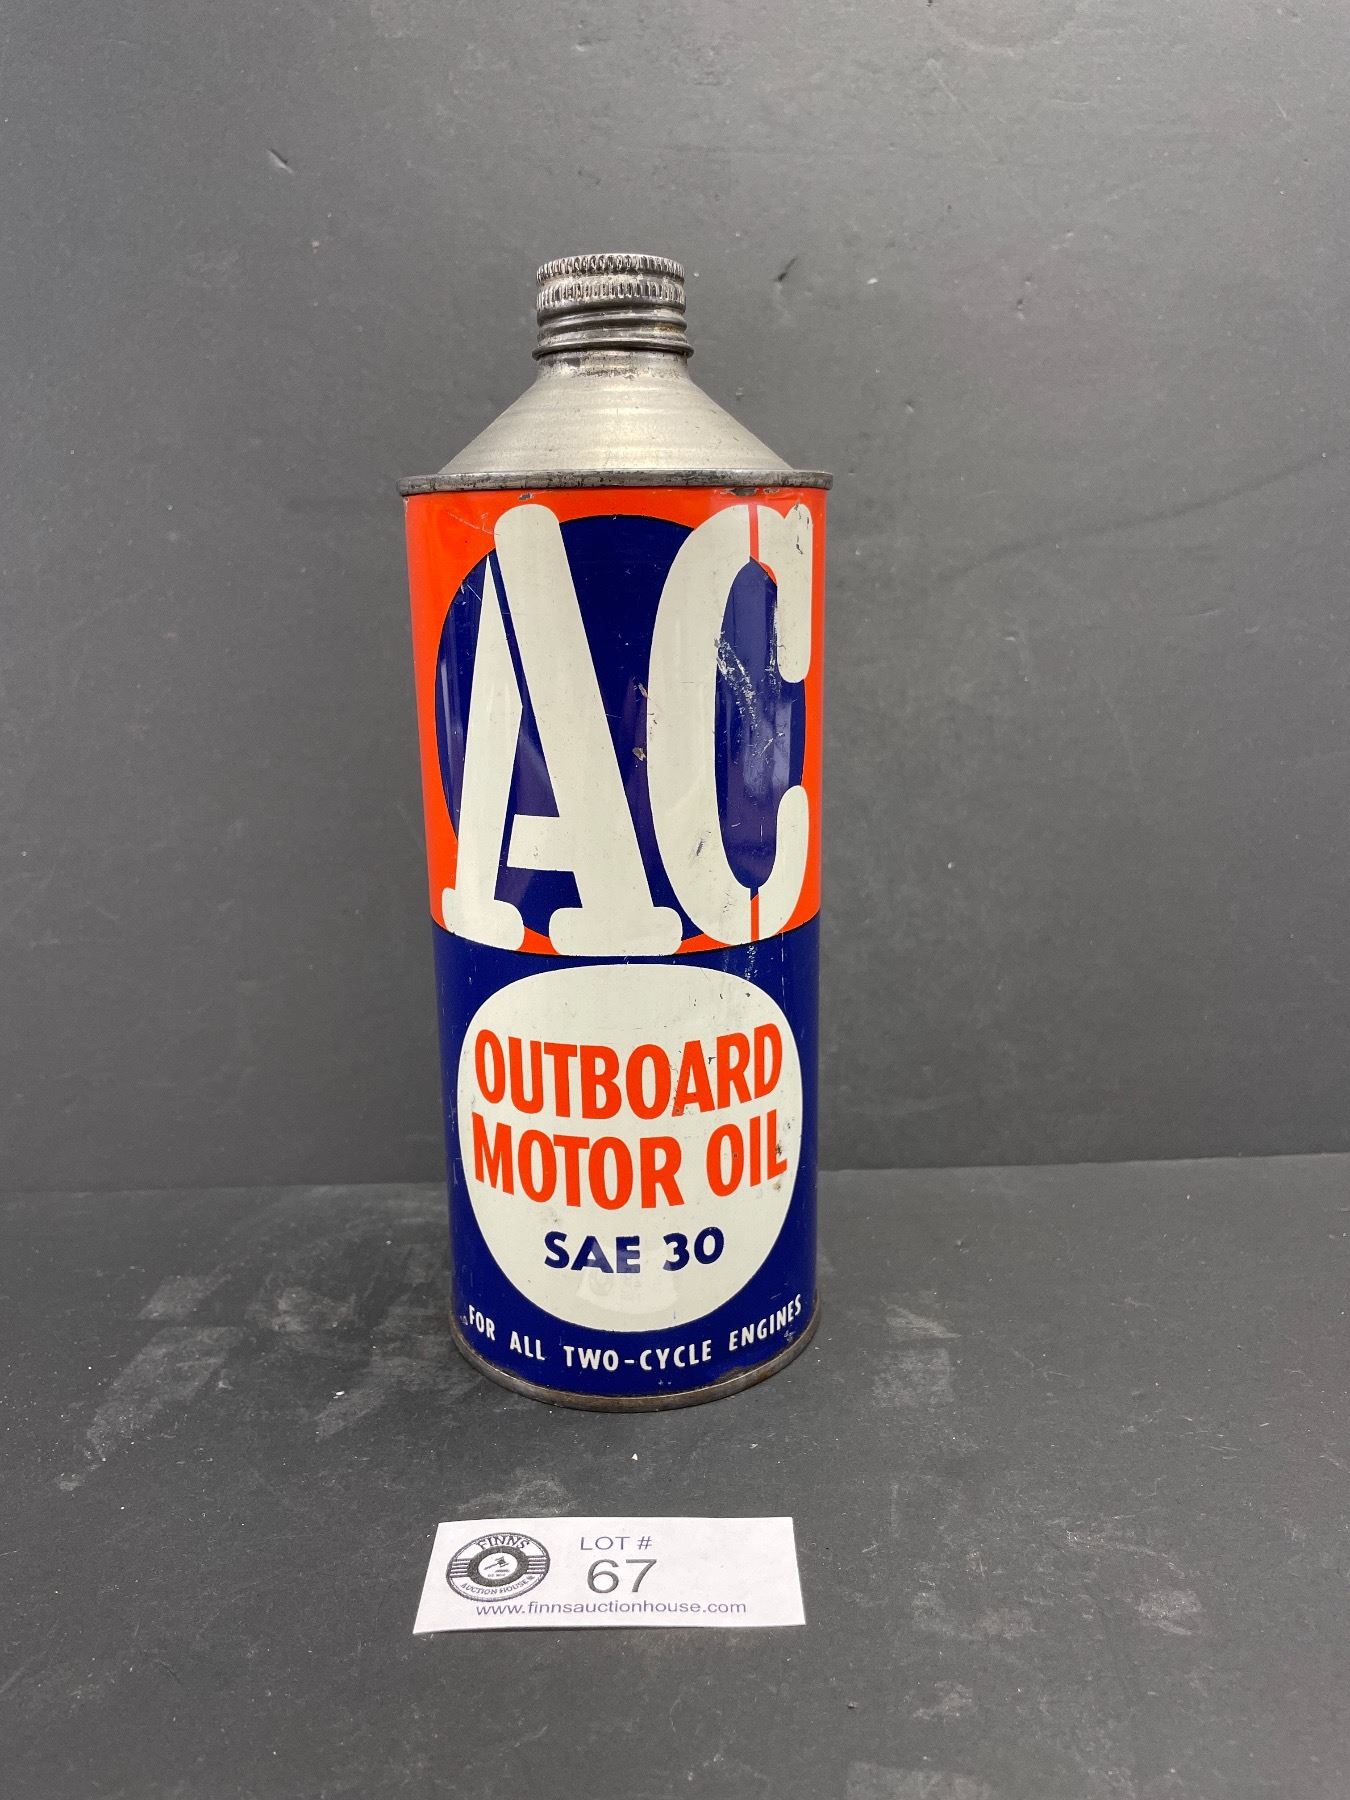 AC
OUTBOARD
MOTOR OIL
SAE 30
FOR ALL TWO-CYCLE ENGINES
FINNS
AUCTION HOUSE
LOT #
67
www.finnsauctionhouse.com